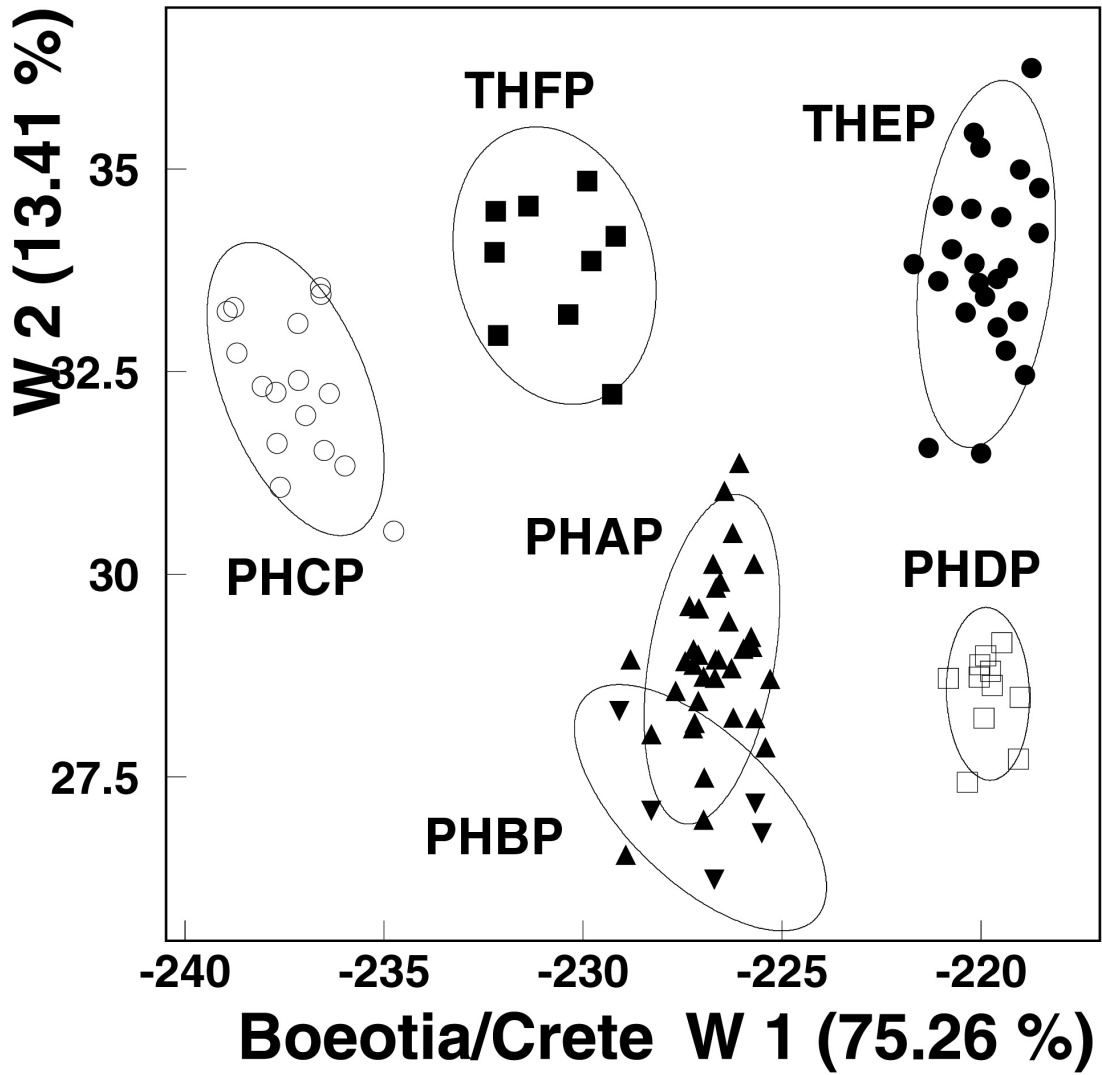 W 2 (13.41 %)
THFP
THEP
35
32.5
PHAP
PHCP
30
PHDP
27.5
PHBP
-240 -235 -230 -225 -220
Boeotia/Crete W 1 (75.26 %)